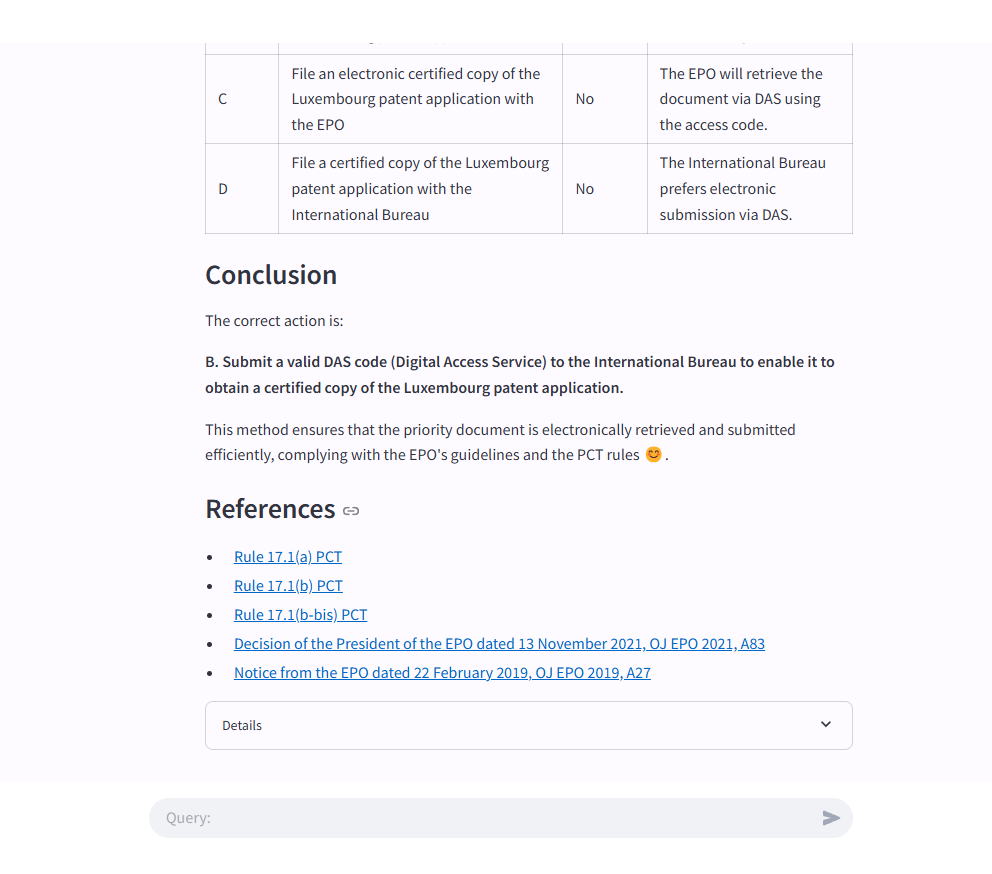 File an electronic certified copy of the
The EPO will retrieve the
C
Luxembourg patent application with
No
document via DAS using
the EPO
the access code.
File a certified copy of the Luxembourg
The International Bureau
D
patent application with the
No
prefers electronic
International Bureau
submission via DAS.
Conclusion
The correct action is:
B. Submit a valid DAS code (Digital Access Service) to the International Bureau to enable it to
obtain a certified copy of the Luxembourg patent application.
This method ensures that the priority document is electronically retrieved and submitted
efficiently, complying with the EPO's guidelines and the PCT rules 😊 .
References
Rule 17.1(a) PCT
Rule 17.1(b) PCT
Rule 17.1(b-bis) PCT
Decision of the President of the EPO dated 13 November 2021, OJ EPO 2021, A83
Notice from the EPO dated 22 February 2019, OJ EPO 2019, A27
Details
Query: